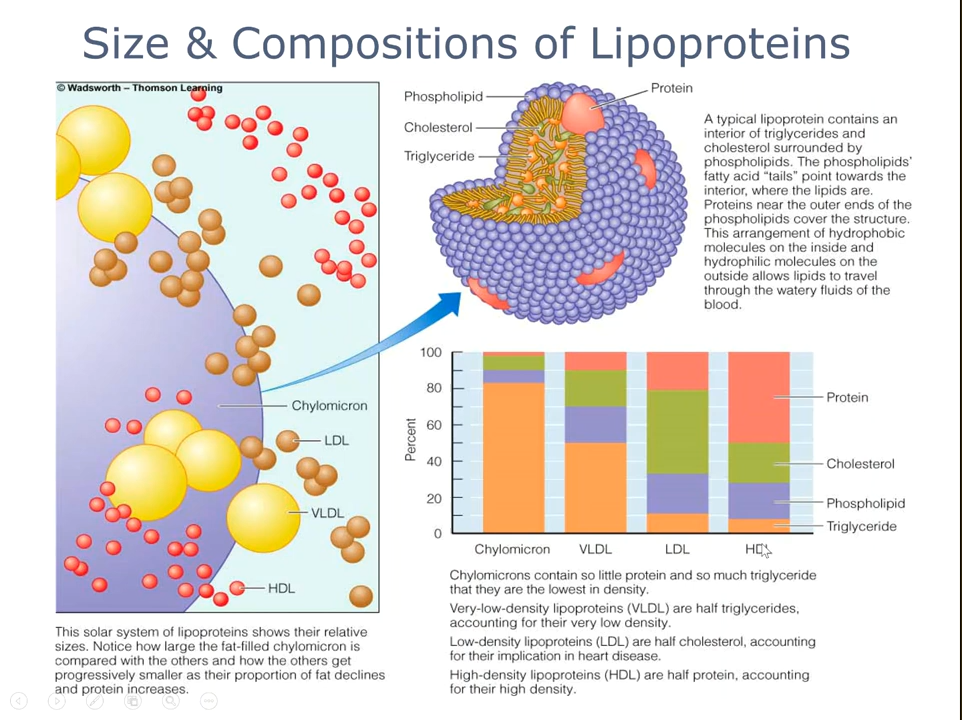 Size & Compositions of Lipoproteins
© Wadsworth – Thomson Learning
Chylomicron
LDL
VLDL
HDL
This solar system of lipoproteins shows their relative
sizes. Notice how large the fat-filled chylomicron is
compared with the others and how the others get
progressively smaller as their proportion of fat declines
and protein increases.
Phospholipid
Cholesterol
Triglyceride
Protein
A typical lipoprotein contains an
interior of triglycerides and
cholesterol surrounded by
phospholipids. The phospholipids'
fatty acid “tails” point towards the
interior, where the lipids are.
Proteins near the outer ends of the
phospholipids cover the structure.
This arrangement of hydrophobic
molecules on the inside and
hydrophilic molecules on the
outside allows lipids to travel
through the watery fluids of the
blood.
Percent
100
80
60
40
20
0
Chylomicron
VLDL
LDL
HDL
Protein
Cholesterol
Phospholipid
Triglyceride
Chylomicrons contain so little protein and so much triglyceride
that they are the lowest in density.
Very-low-density lipoproteins (VLDL) are half triglycerides,
accounting for their very low density.
Low-density lipoproteins (LDL) are half cholesterol, accounting
for their implication in heart disease.
High-density lipoproteins (HDL) are half protein, accounting
for their high density.